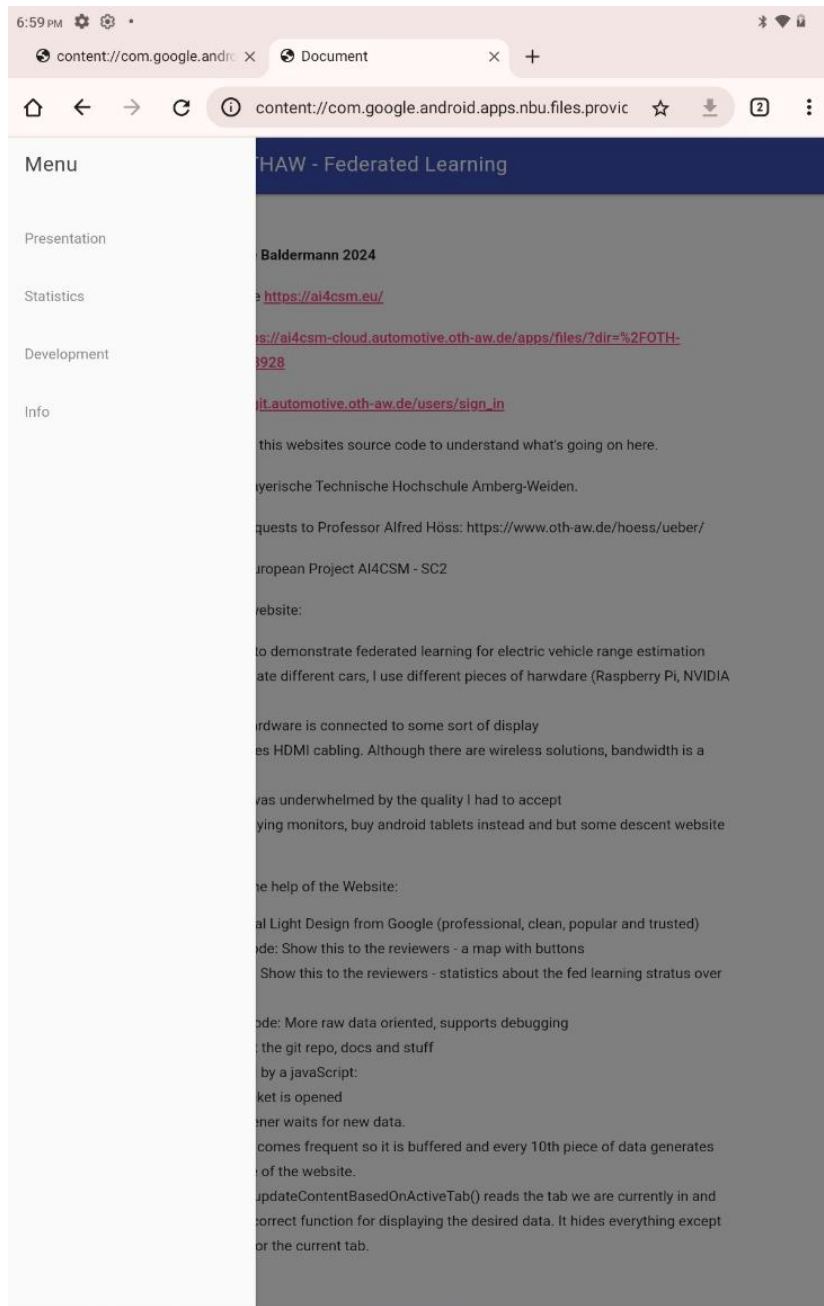 6:59 PM
content://com.google.andrc
Document
2
content://com.google.android.apps.nbu.files.provic
Menu
THAW - Federated Learning
Presentation
Statistics
Development
Info
Baldermann 2024
https://ai4csm.eu/
s://ai4csm-cloud.automotive.oth-aw.de/apps/files/?dir=%2FOTH-
3928
git.automotive.oth-aw.de/users/sign_in
this websites source code to understand what's going on here.
yerische Technische Hochschule Amberg-Weiden.
quests to Professor Alfred Höss: https://www.oth-aw.de/hoess/ueber/
uropean Project AI4CSM - SC2
ebsite:
to demonstrate federated learning for electric vehicle range estimation
ate different cars, I use different pieces of harwdare (Raspberry Pi, NVIDIA
rdware is connected to some sort of display
es HDMI cabling. Although there are wireless solutions, bandwidth is a
was underwhelmed by the quality I had to accept
ying monitors, buy android tablets instead and but some descent website
he help of the Website:
al Light Design from Google (professional, clean, popular and trusted)
ode: Show this to the reviewers - a map with buttons
Show this to the reviewers - statistics about the fed learning stratus over
ode: More raw data oriented, supports debugging
the git repo, docs and stuff
by a javaScript:
ket is opened
ener waits for new data.
comes frequent so it is buffered and every 10th piece of data generates
of the website.
updateContentBasedOnActiveTab() reads the tab we are currently in and
correct function for displaying the desired data. It hides everything except
or the current tab.